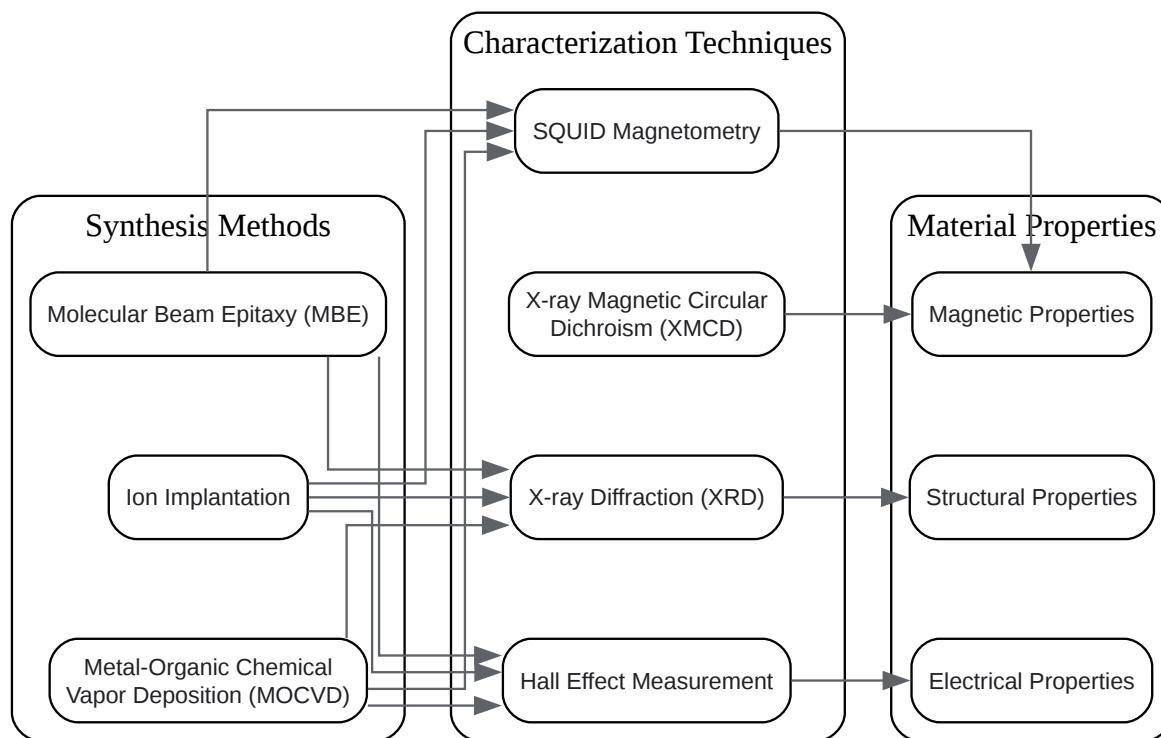 Characterization Techniques
SQUID Magnetometry
X-ray Magnetic Circular
Dichroism (XMCD)
X-ray Diffraction (XRD)
Hall Effect Measurement
Synthesis Methods
Molecular Beam Epitaxy (MBE)
Ion Implantation
Metal-Organic Chemical
Vapor Deposition (MOCVD)
Material Properties
Magnetic Properties
Structural Properties
Electrical Properties